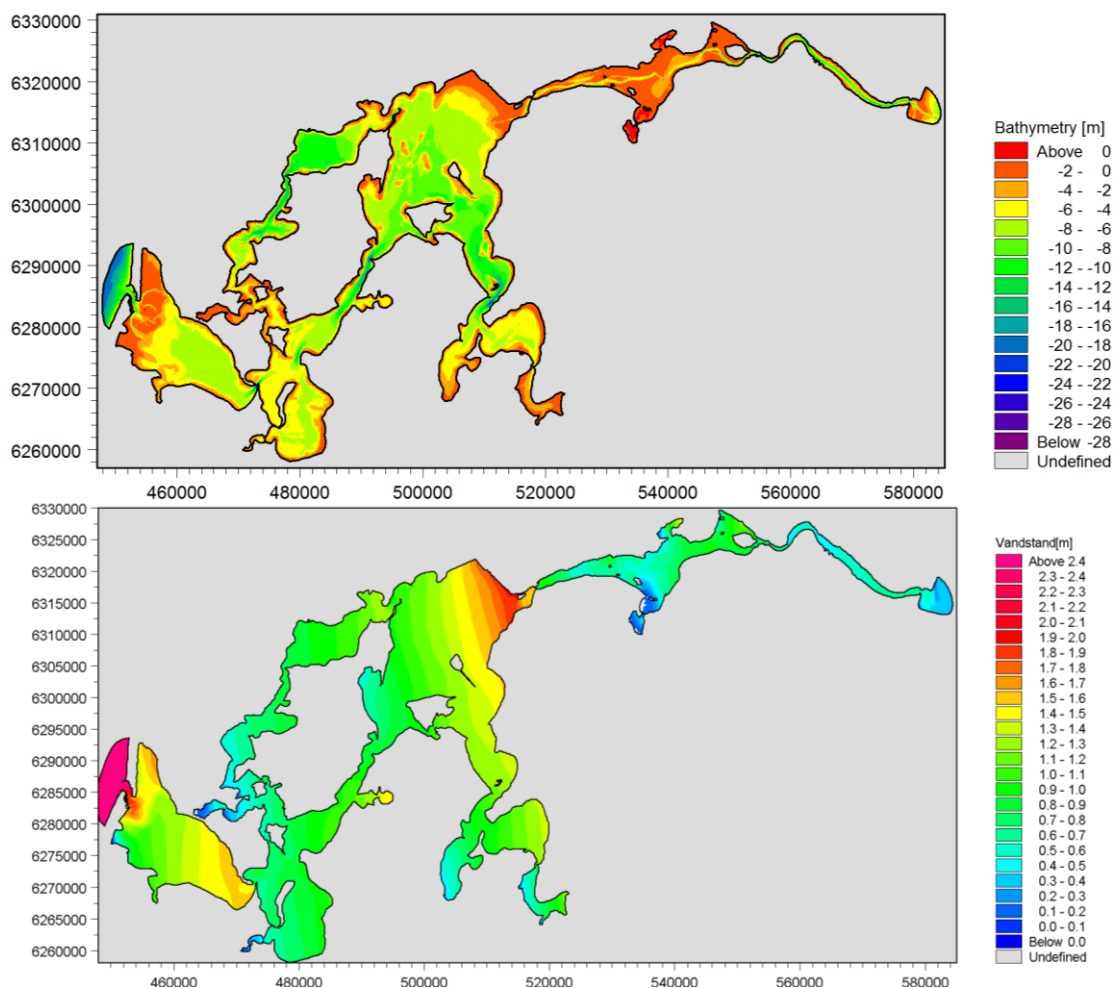 6330000
6320000
6310000
6300000
6290000
6280000
6270000
6260000
460000 480000 500000 520000 540000 560000 580000
Bathymetry [m]
Above 0
-2 - 0
-4 - -2
-6 - -4
-8 - -6
-10 - -8
-12 - -10
-14 - -12
-16 - -14
-18 - -16
-20 - -18
-22 - -20
-24 - -22
-26 - -24
-28 - -26
Below -28
Undefined
6330000
6325000
6320000
6315000
6310000
6305000
6300000
6295000
6290000
6285000
6280000
6275000
6270000
6265000
6260000
460000 480000 500000 520000 540000 560000 580000
Vandstand[m]
Above 2.4
2.3 - 2.4
2.2 - 2.3
2.1 - 2.2
2.0 - 2.1
1.9 - 2.0
1.8 - 1.9
1.7 - 1.8
1.6 - 1.7
1.5 - 1.6
1.4 - 1.5
1.3 - 1.4
1.2 - 1.3
1.1 - 1.2
1.0 - 1.1
0.9 - 1.0
0.8 - 0.9
0.7 - 0.8
0.6 - 0.7
0.5 - 0.6
0.4 - 0.5
0.3 - 0.4
0.2 - 0.3
0.1 - 0.2
0.0 - 0.1
Below 0.0
Undefined